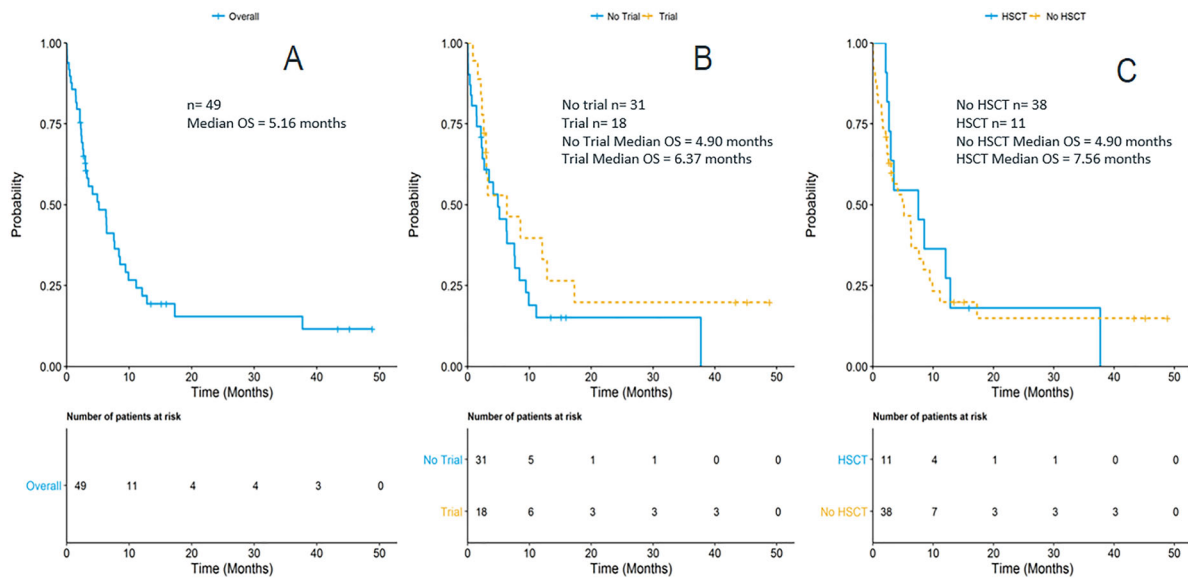 Overall
A
n= 49
Median OS = 5.16 months
Probability
1.00
0.75
0.50
0.25
0.00
0 10 20 30 40 50
Time (Months)
Number of patients at risk
Overall 49 11 4 4 3 0
0 10 20 30 40 50
Time (Months)
No Trial Trial
B
No trial n= 31
Trial n= 18
No Trial Median OS = 4.90 months
Trial Median OS = 6.37 months
Probability
1.00
0.75
0.50
0.25
0.00
0 10 20 30 40 50
Time (Months)
Number of patients at risk
No Trial 31 5 1 1 0 0
Trial 18 6 3 3 3 0
0 10 20 30 40 50
Time (Months)
HSCT No HSCT
C
No HSCT n= 38
HSCT n= 11
No HSCT Median OS = 4.90 months
HSCT Median OS = 7.56 months
Probability
1.00
0.75
0.50
0.25
0.00
0 10 20 30 40 50
Time (Months)
Number of patients at risk
HSCT 11 4 1 1 0 0
No HSCT 38 7 3 3 3 0
0 10 20 30 40 50
Time (Months)